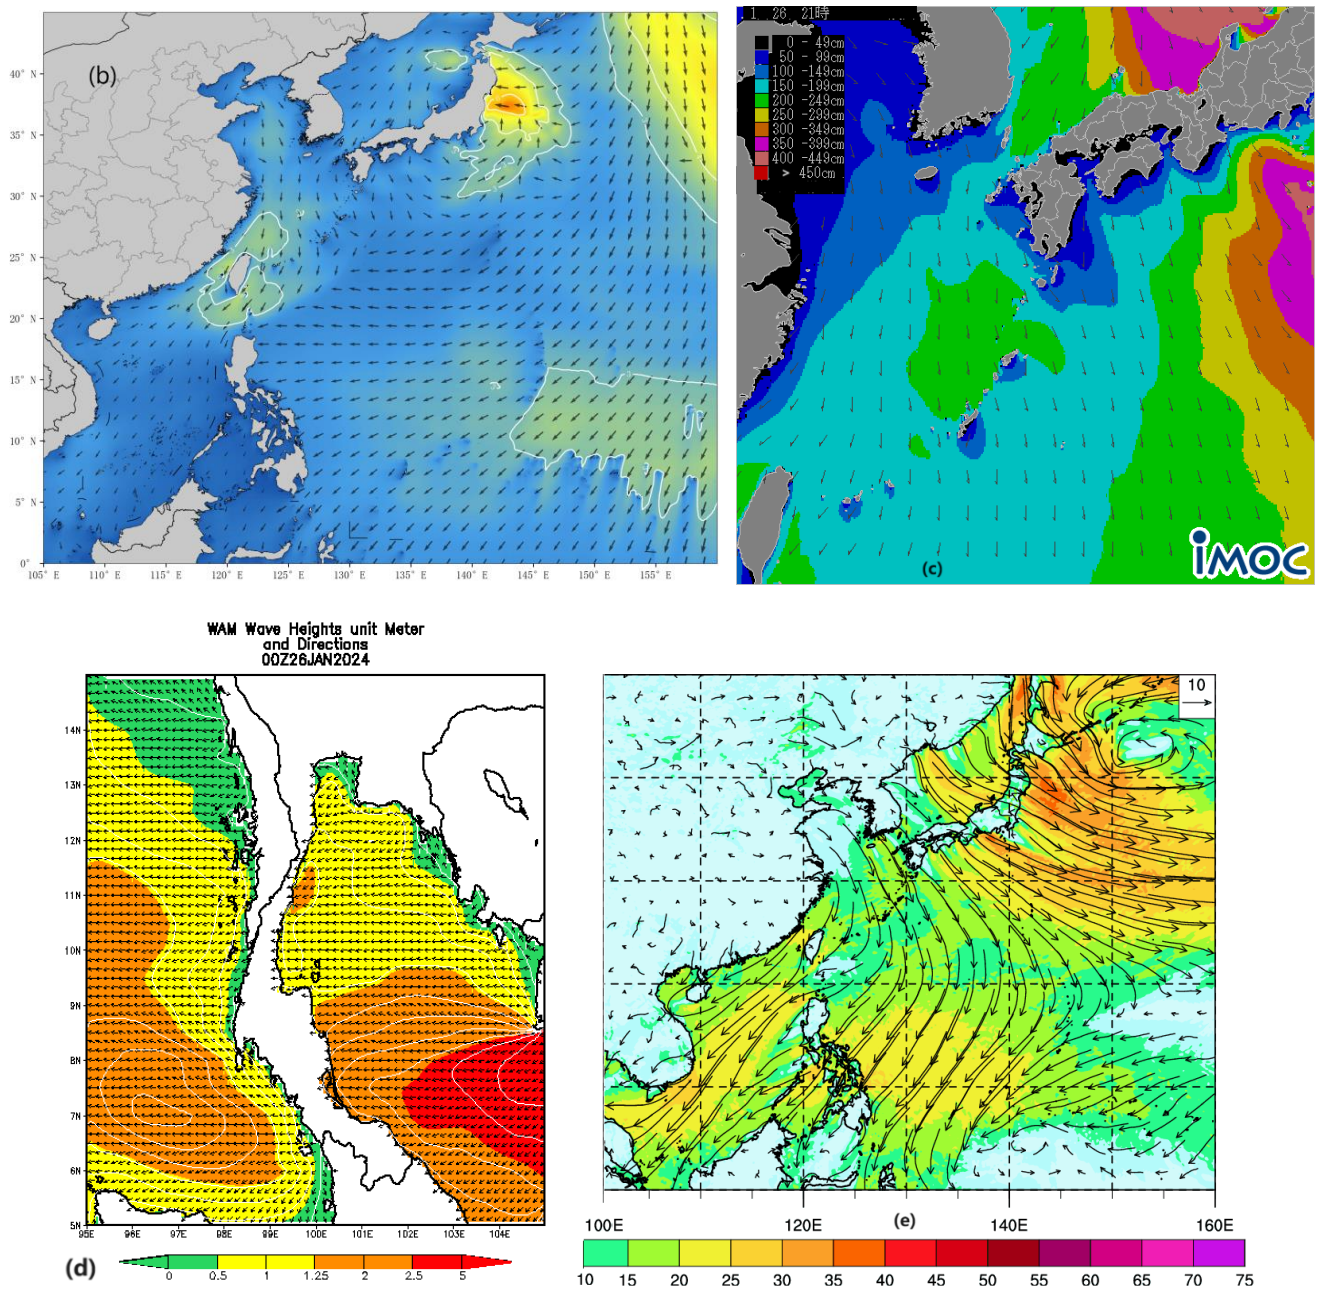 (b)
40° N
35° N
30° N
25° N
20° N
15° N
10° N
5° N
0°
105° E 110° E 115° E 120° E 125° E 130° E 135° E 140° E 145° E 150° E 155° E
1 26 21時
0 - 49cm
50 - 99cm
100 -149cm
150 -199cm
200 -249cm
250 -299cm
300 -349cm
350 -399cm
400 -449cm
> 450cm
(c)
iMOC
WAM Wave Heights unit Meter
and Directions
00Z26JAN2024
14N
13N
12N
11N
10N
9N
8N
7N
6N
5N
95E 96E 97E 98E 99E 100E 101E 102E 103E 104E
(d)
0 0.5 1 1.25 2 2.5 5
10
(e)
100E 120E 140E 160E
10 15 20 25 30 35 40 45 50 55 60 65 70 75